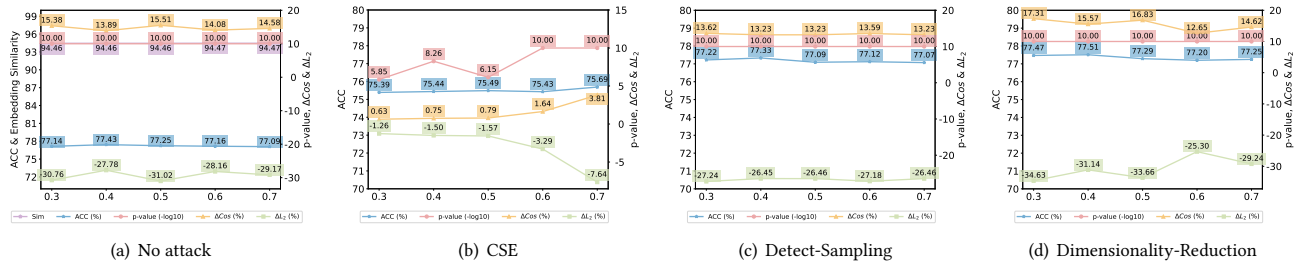 ACC & Embedding Similarity
99
96
93
90
87
84
81
78
75
72
15.38 13.89 15.51 14.08 14.58
10.00 10.00 10.00 10.00 10.00
94.46 94.46 94.46 94.47 94.47
77.14 77.43 77.25 77.16 77.09
-30.76 -27.78 -31.02 -28.16 -29.17
20
10
0
-10
-20
-30
p-value, ΔCos & ΔL₂
0.3 0.4 0.5 0.6 0.7
Sim ACC (%) p-value (-log10) ΔCos (%) ΔL₂ (%)
(a) No attack
ACC
80
79
78
77
76
75
74
73
72
71
70
5.85 8.26 6.15 10.00 10.00
75.39 75.44 75.49 75.43 75.69
0.63 0.75 0.79 1.64 3.81
-1.26 -1.50 -1.57 -3.29 -7.64
15
10
5
0
-5
p-value, ΔCos & ΔL₂
0.3 0.4 0.5 0.6 0.7
ACC (%) p-value (-log10) ΔCos (%) ΔL₂ (%)
(b) CSE
ACC
80
79
78
77
76
75
74
73
72
71
70
13.62 13.23 13.23 13.59 13.23
10.00 10.00 10.00 10.00 10.00
77.22 77.33 77.09 77.12 77.07
-27.24 -26.45 -26.46 -27.18 -26.46
20
10
0
-10
-20
p-value, ΔCos & ΔL₂
0.3 0.4 0.5 0.6 0.7
ACC (%) p-value (-log10) ΔCos (%) ΔL₂ (%)
(c) Detect-Sampling
ACC
80
79
78
77
76
75
74
73
72
71
70
17.31 15.57 16.83 12.65 14.62
10.00 10.00 10.00 10.00 10.00
77.47 77.51 77.29 77.20 77.25
-34.63 -31.14 -33.66 -25.30 -29.24
20
10
0
-10
-20
-30
p-value, ΔCos & ΔL₂
0.3 0.4 0.5 0.6 0.7
ACC (%) p-value (-log10) ΔCos (%) ΔL₂ (%)
(d) Dimensionality-Reduction